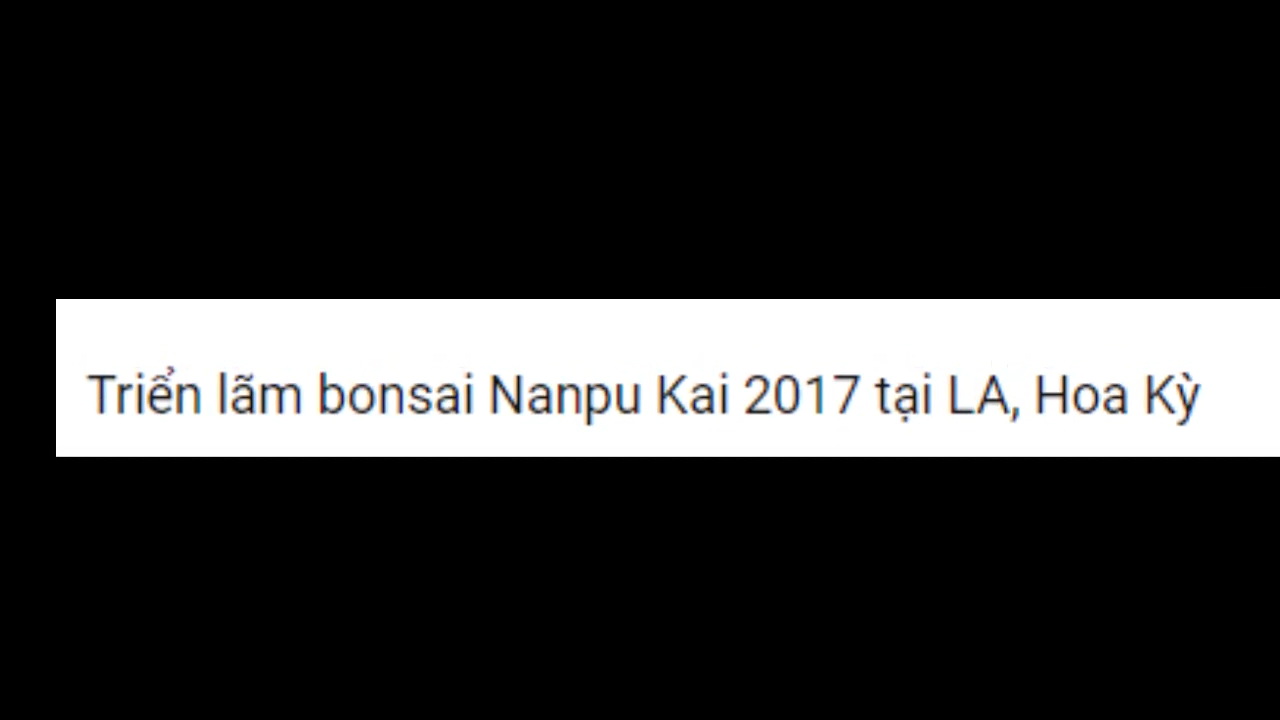 Triển lãm bonsai Nanpu Kai 2017 tại LA, Hoa Kỳ